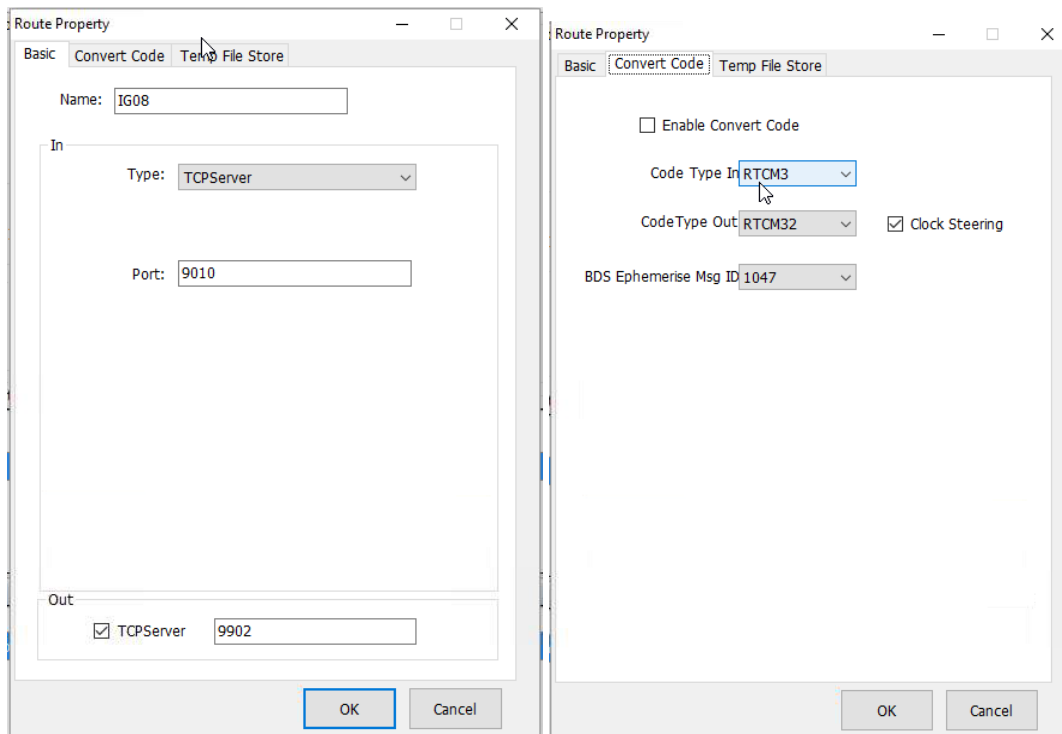 Route Property
Basic Convert Code Temp File Store
Name: IG08
In
Type: TCPServer
Port: 9010
Out
TCPServer 9902
OK Cancel
Route Property
Basic Convert Code Temp File Store
Enable Convert Code
Code Type In RTCM3
CodeType Out RTCM32 Clock Steering
BDS Ephemerise Msg ID 1047
OK Cancel